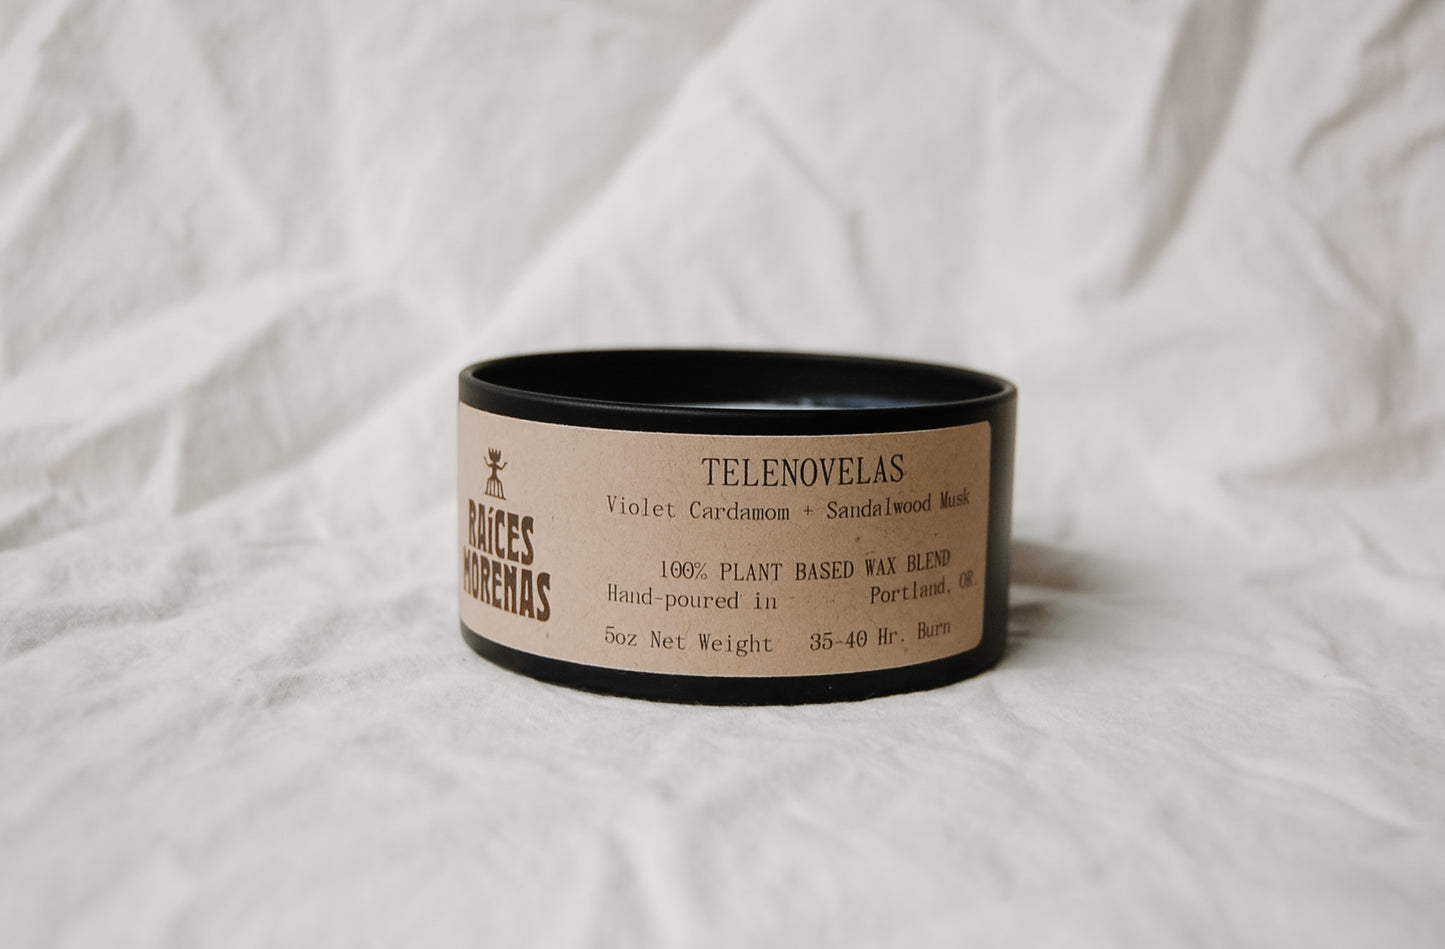 RAÍCES
MORENAS
TELENOVELAS
Violet Cardamom + Sandalwood Musk
100% PLANT BASED WAX BLEND
Hand-poured in Portland, OR.
5oz Net Weight 35-40 Hr. Burn